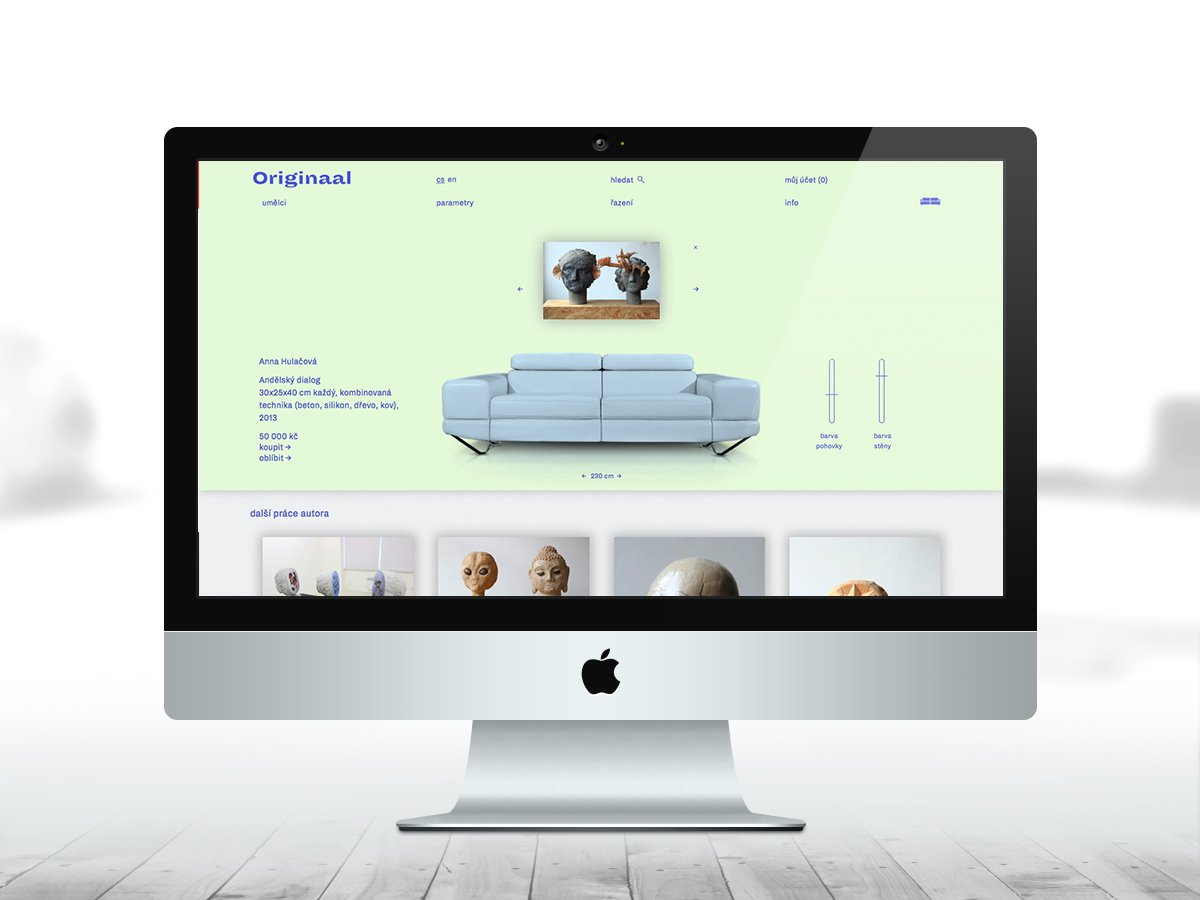 Originaal
cs en
hledat
můj účet (0)
umělci
parametry
řazení
info
Anna Hulačová
Andělský dialog
30x25x40 cm každý, kombinovaná
technika (beton, silikon, dřevo, kov),
2013
50 000 kč
koupit →
oblíbit →
barva
pohovky
barva
stěny
← 230 cm →
další práce autora